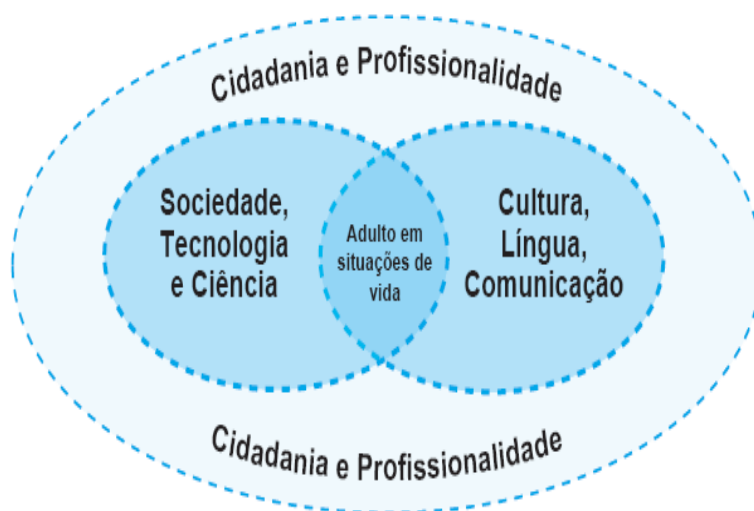 Cidadania e Profissionalidade
Sociedade,
Tecnologia
e Ciência
Adulto em
situações de
vida
Cultura,
Língua,
Comunicação
Cidadania e Profissionalidade